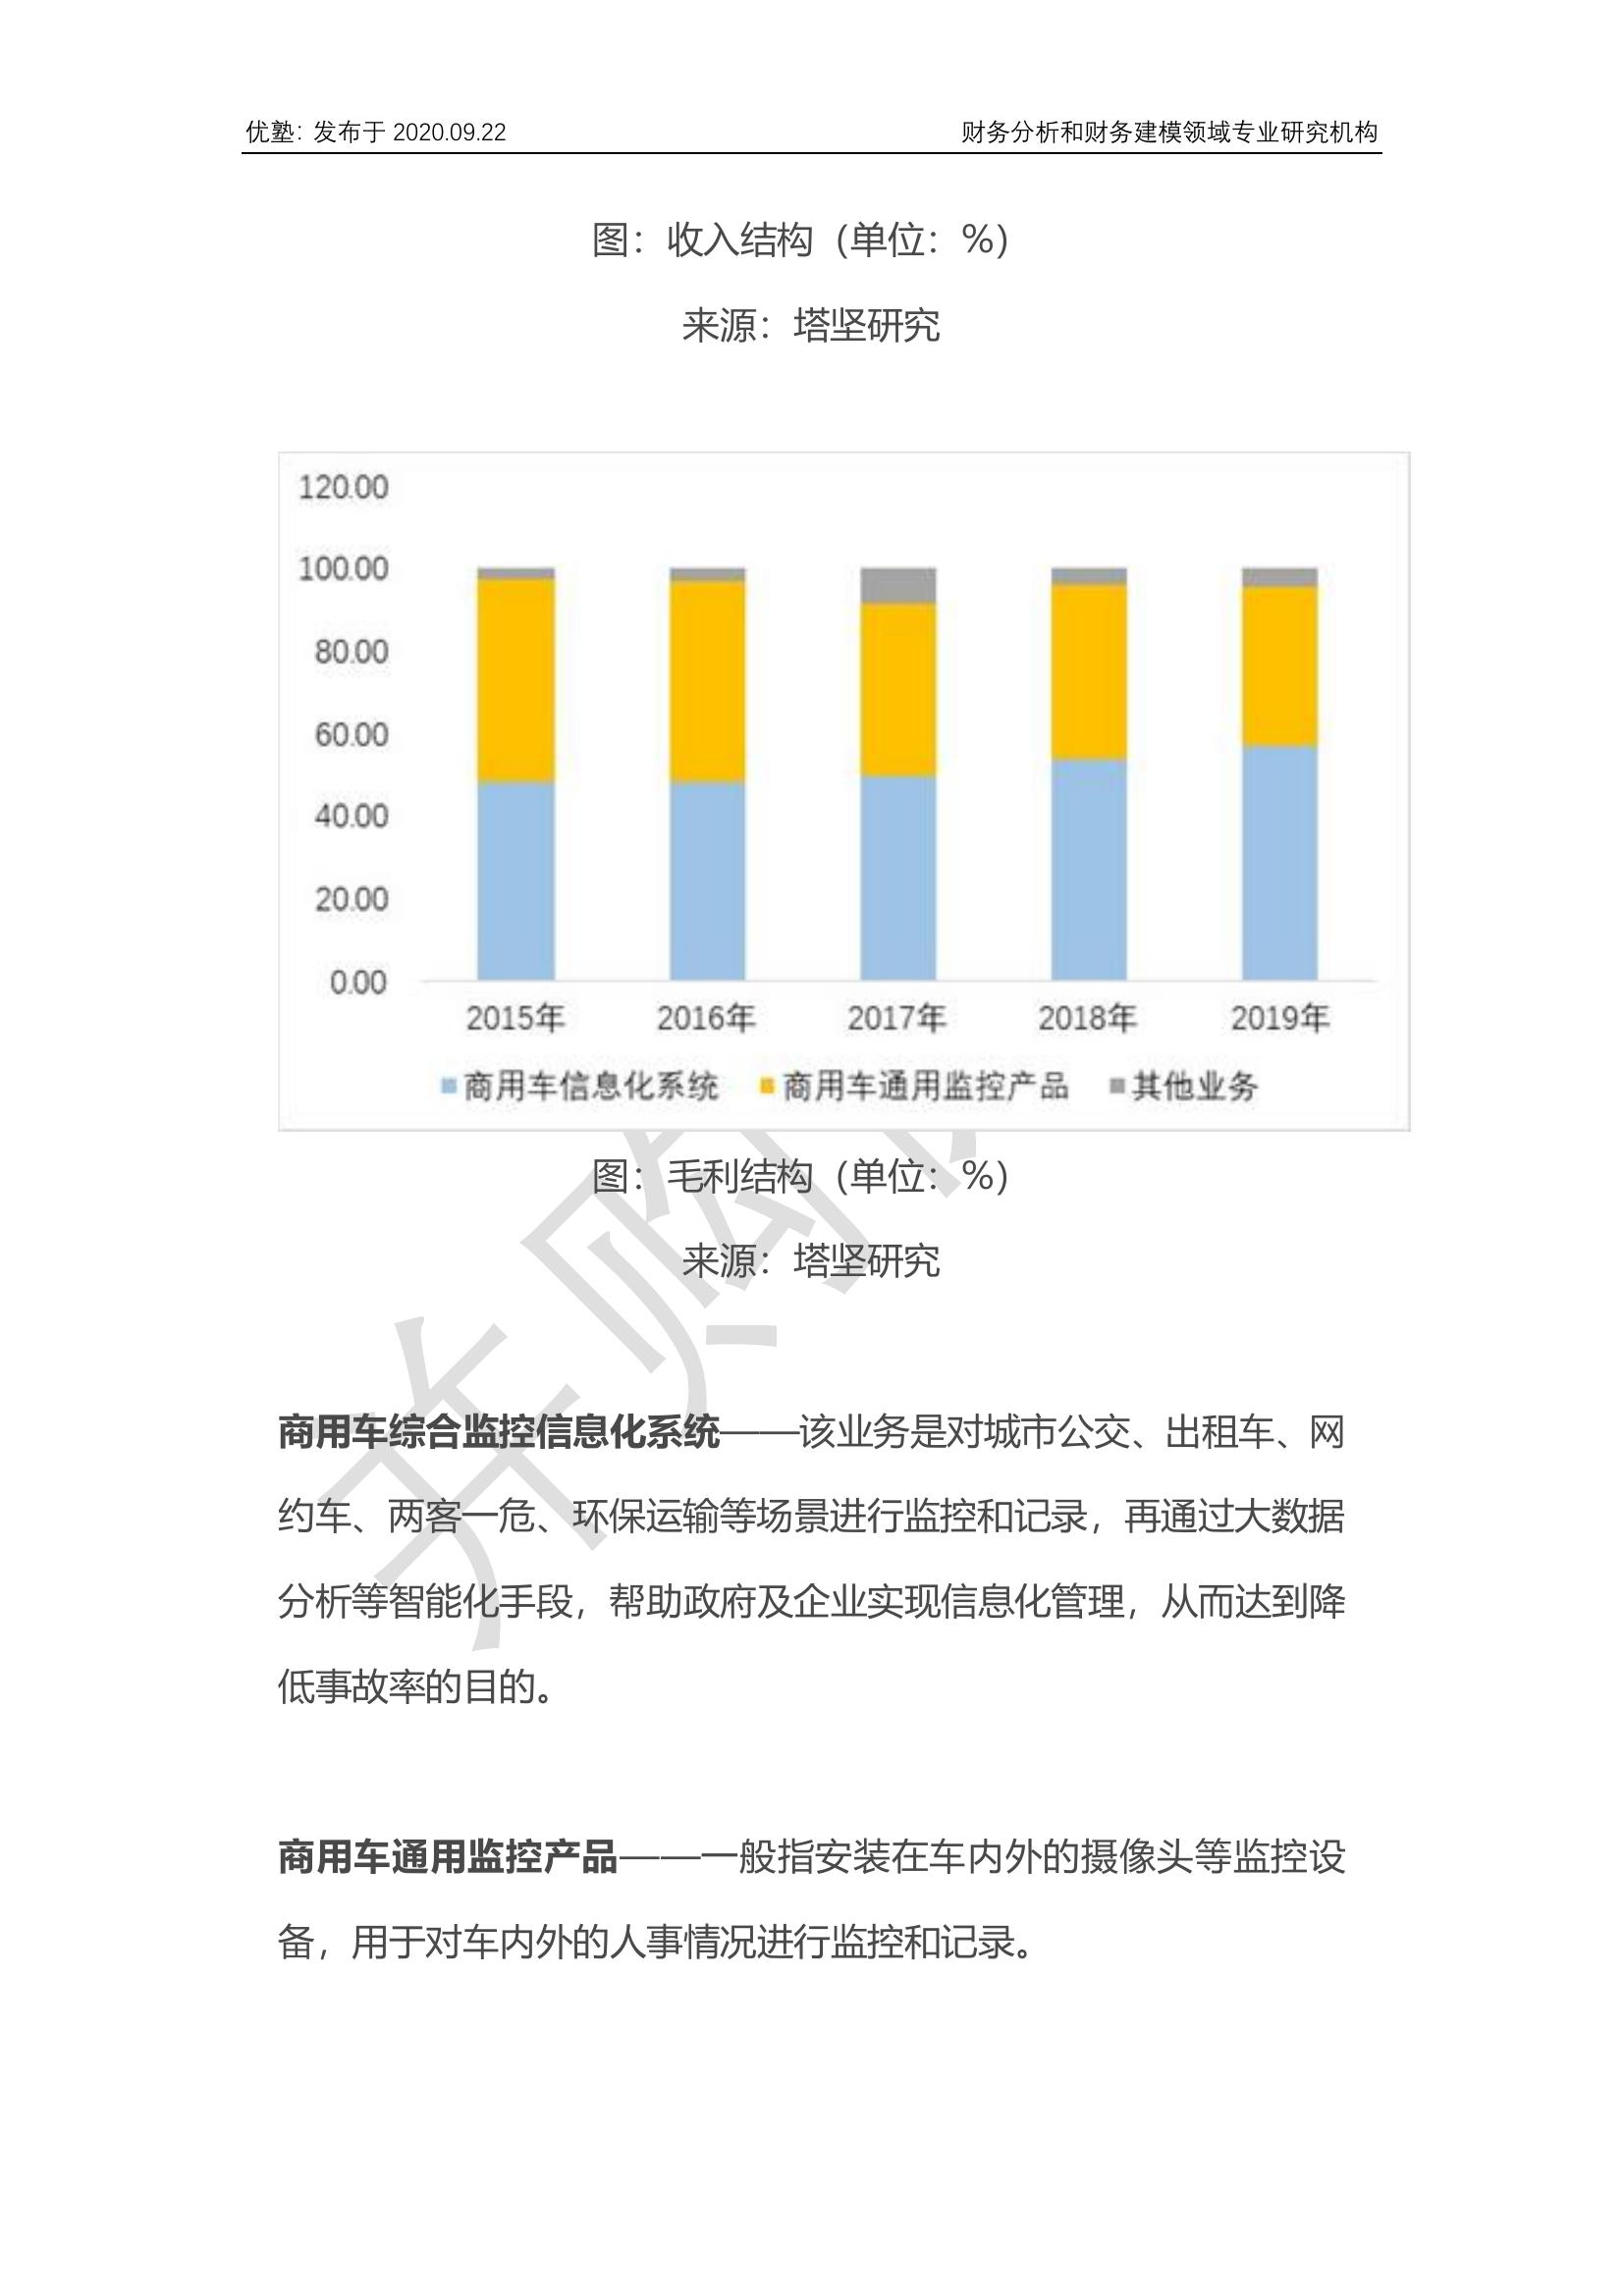 优塾：发布于 2020.09.22
财务分析和财务建模领域专业研究机构
图：收入结构（单位：%）
来源：塔坚研究
120.00
100.00
80.00
60.00
40.00
20.00
0.00
2015年 2016年 2017年 2018年 2019年
商用车信息化系统 商用车通用监控产品 其他业务
图：毛利结构（单位：%）
来源：塔坚研究
商用车综合监控信息化系统——该业务是对城市公交、出租车、网
约车、两客一危、环保运输等场景进行监控和记录，再通过大数据
分析等智能化手段，帮助政府及企业实现信息化管理，从而达到降
低事故率的目的。
商用车通用监控产品——一般指安装在车内外的摄像头等监控设
备，用于对车内外的人事情况进行监控和记录。